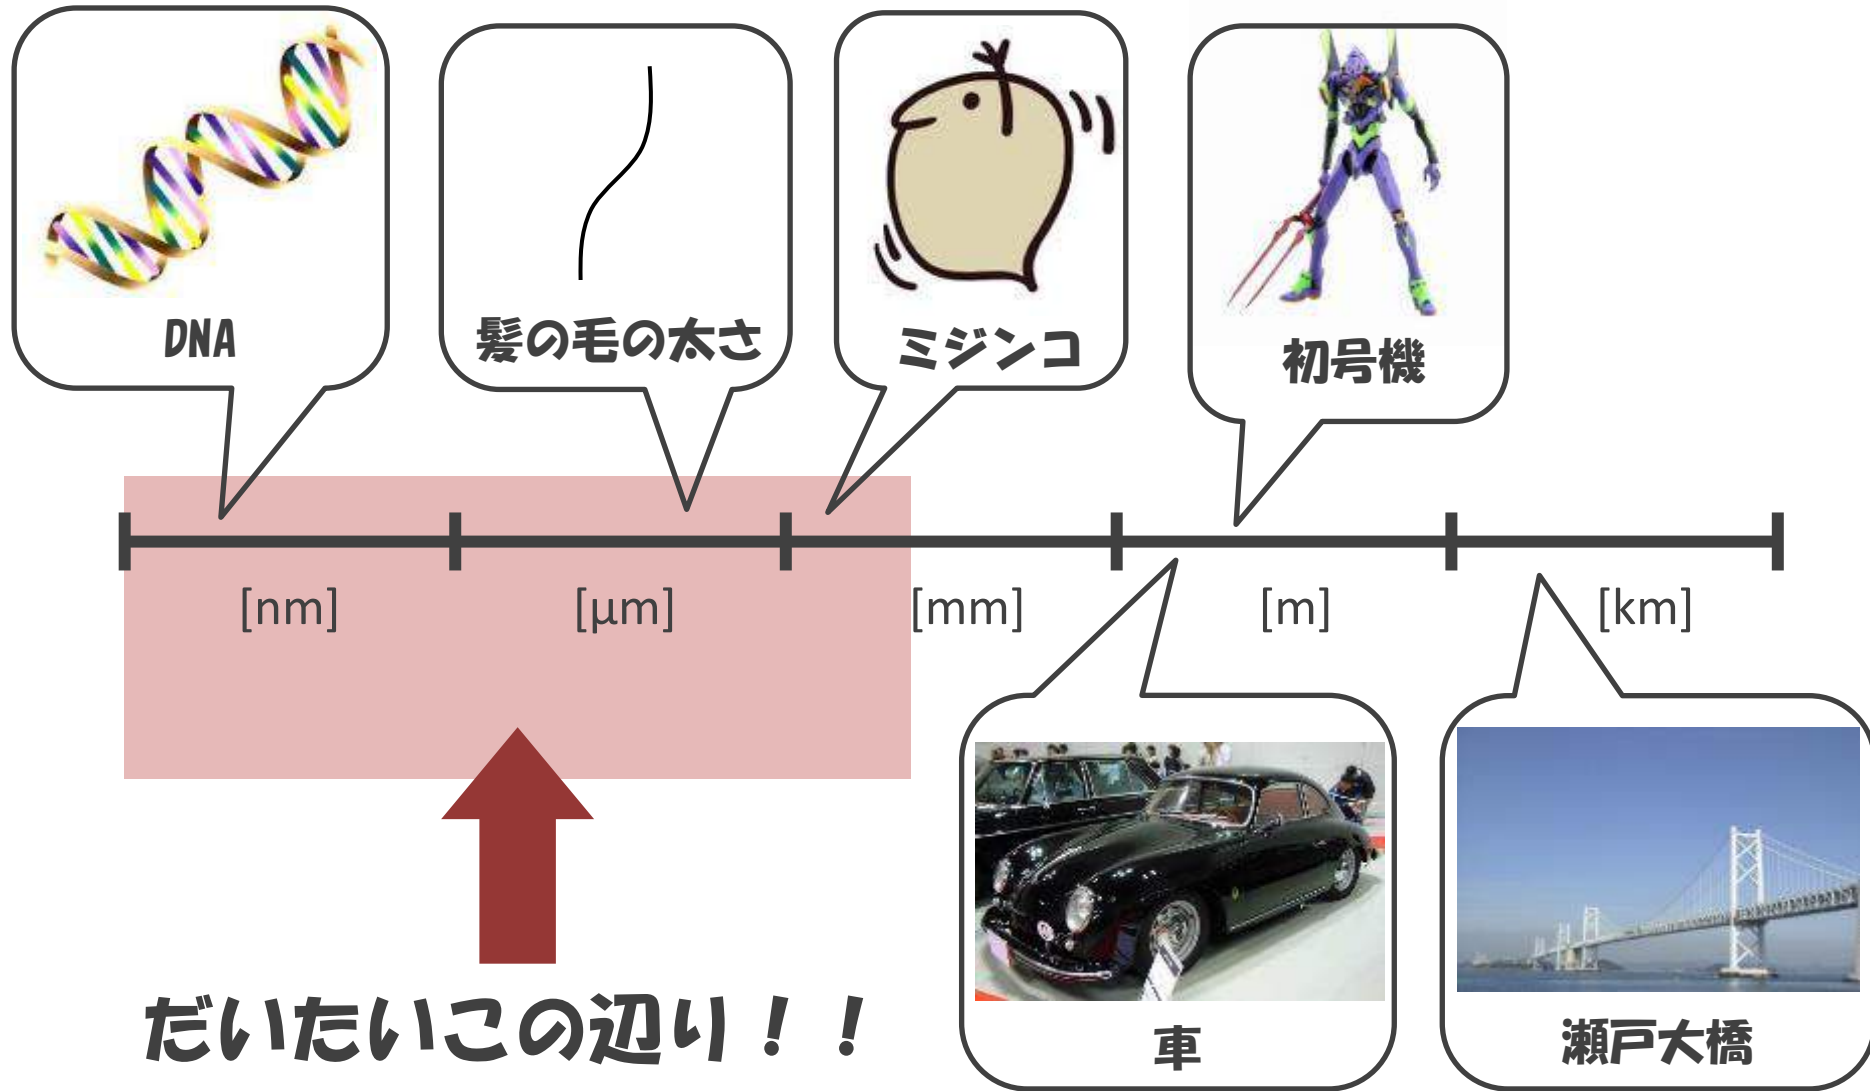 DNA
髪の毛の太さ
ミジンコ
初号機
[nm]
[μm]
[mm]
[m]
[km]
だいたいこの辺り！！
車
瀬戸大橋